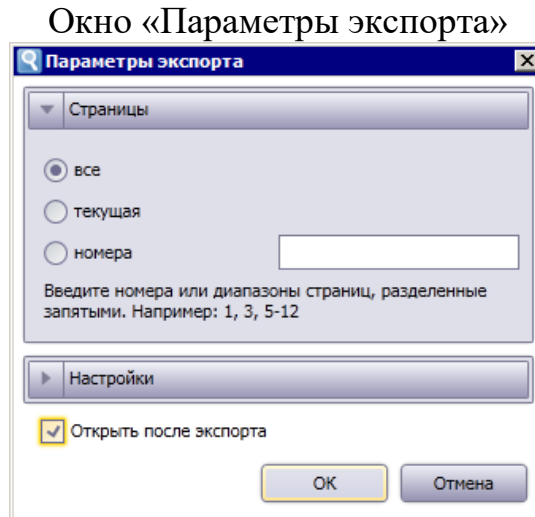 Окно «Параметры экспорта»
Параметры экспорта
Страницы
все
текущая
номера
Введите номера или диапазоны страниц, разделенные
запятыми. Например: 1, 3, 5-12
Настройки
Открыть после экспорта
ОК Отмена